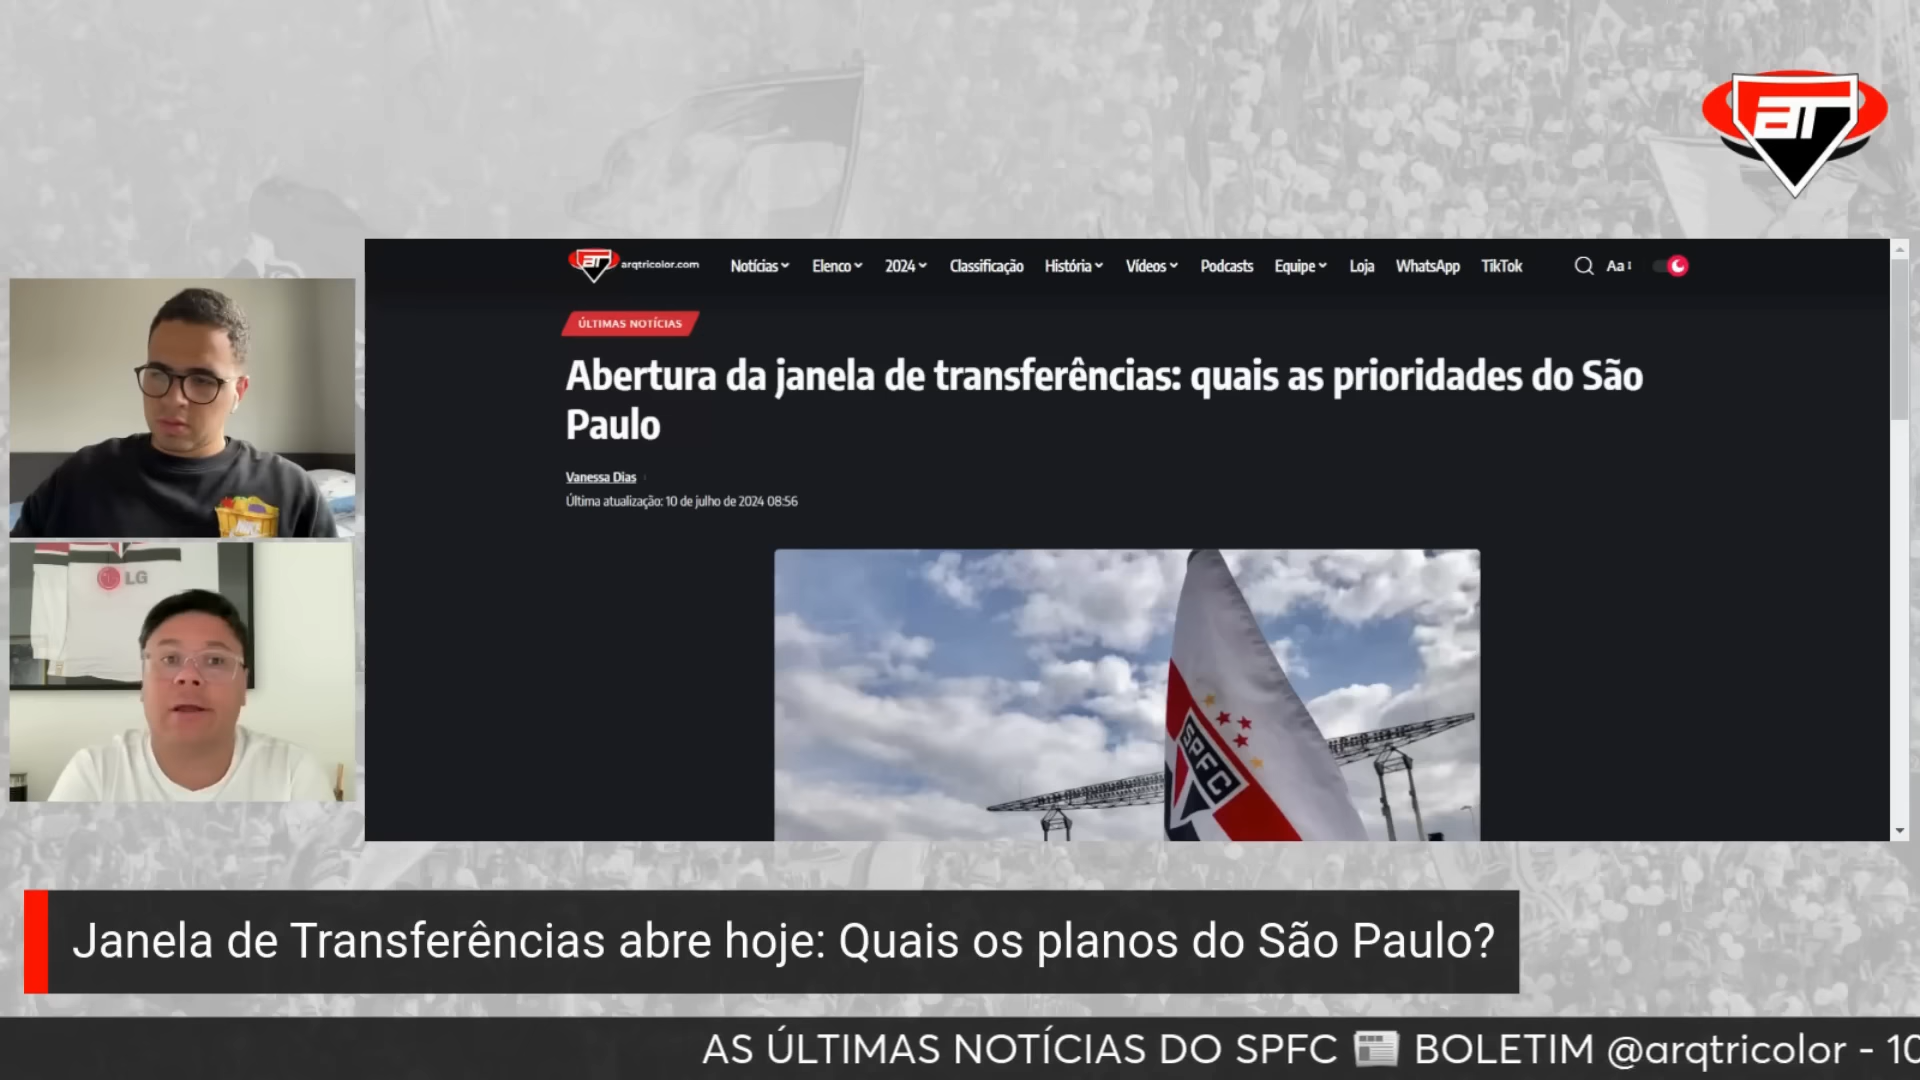 AT
AT arqtricolor.com Notícias Elenco 2024 Classificação História Vídeos Podcasts Equipe Loja WhatsApp TikTok Aa
ÚLTIMAS NOTÍCIAS
Abertura da janela de transferências: quais as prioridades do São
Paulo
Vanessa Dias
Última atualização: 10 de julho de 2024 08:56
LG
SPFC
Janela de Transferências abre hoje: Quais os planos do São Paulo?
AS ÚLTIMAS NOTÍCIAS DO SPFC 📰 BOLETIM @arqtricolor - 10